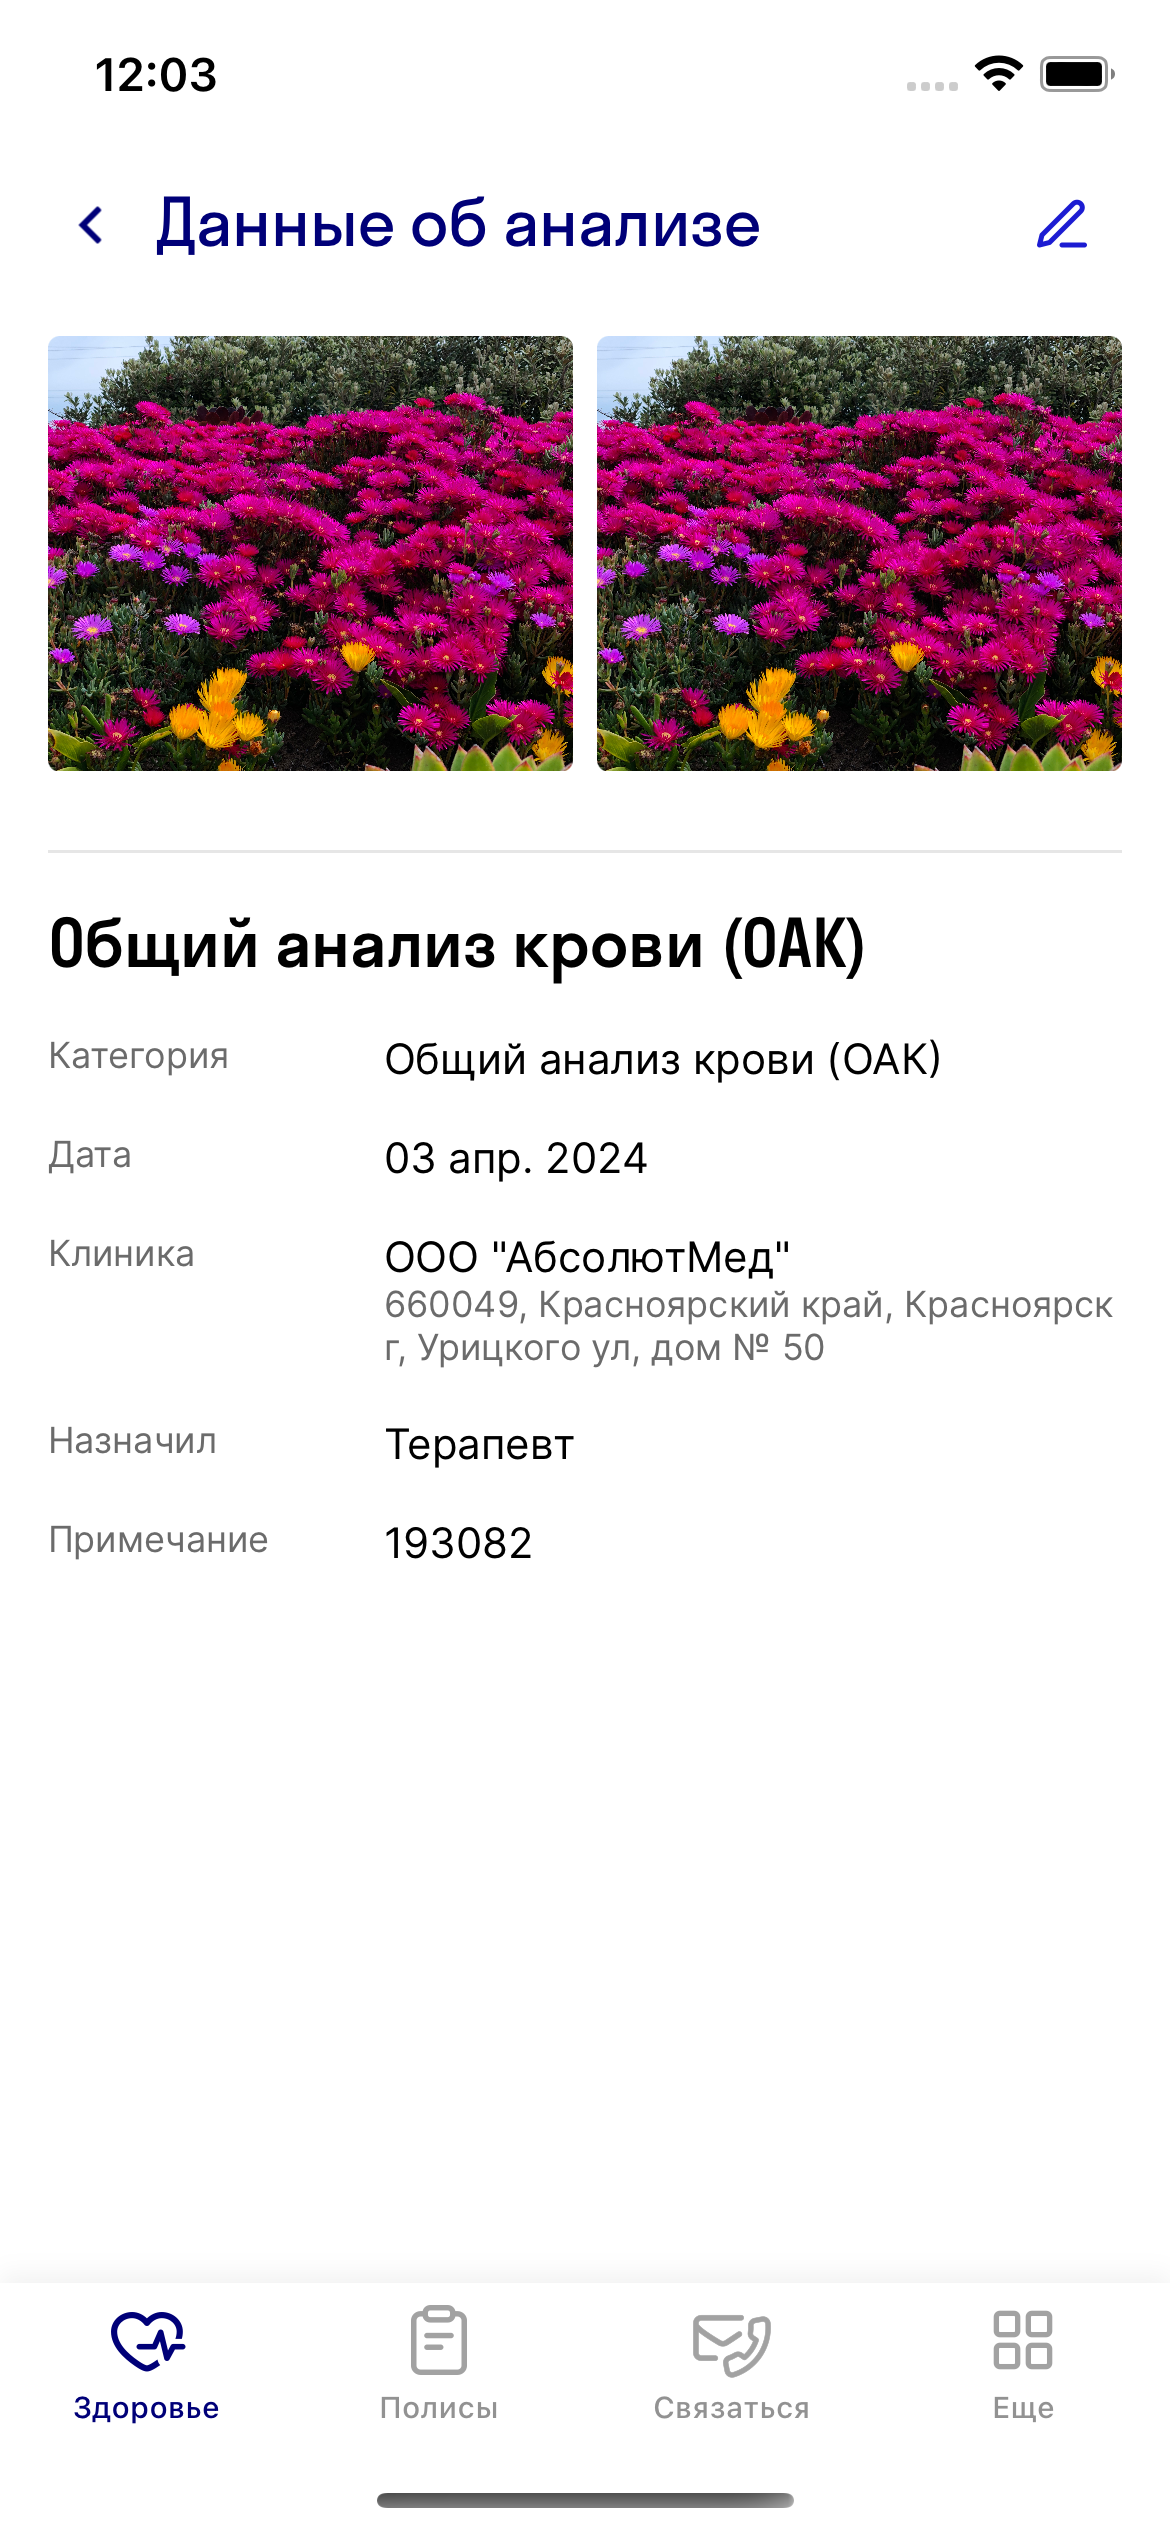 12:03
Данные об анализе
Общий анализ крови (ОАК)
Категория
Общий анализ крови (ОАК)
Дата
03 апр. 2024
Клиника
ООО "АбсолютМед"
660049, Красноярский край, Красноярск
г, Урицкого ул, дом № 50
Назначил
Терапевт
Примечание
193082
Здоровье
Полисы
Связаться
Еще